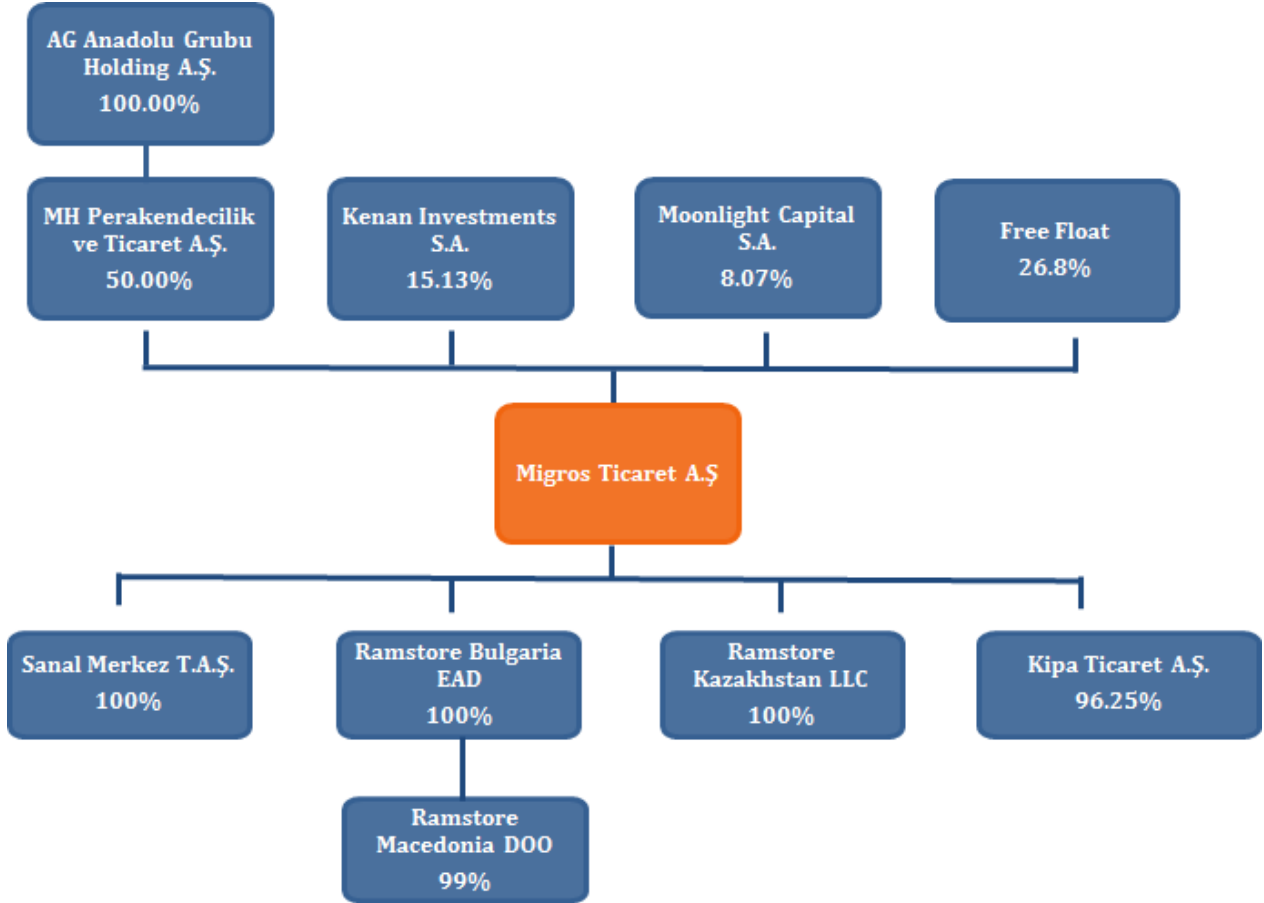 AG Anadolu Grubu
Holding A.Ş.
100.00%
MH Perakendecilik
ve Ticaret A.Ş.
50.00%
Kenan Investments
S.A.
15.13%
Moonlight Capital
S.A.
8.07%
Free Float
26.8%
Migros Ticaret A.Ş
Sanal Merkez T.A.Ş.
100%
Ramstore Bulgaria
EAD
100%
Ramstore
Kazakhstan LLC
100%
Kipa Ticaret A.Ş.
96.25%
Ramstore
Macedonia DOO
99%